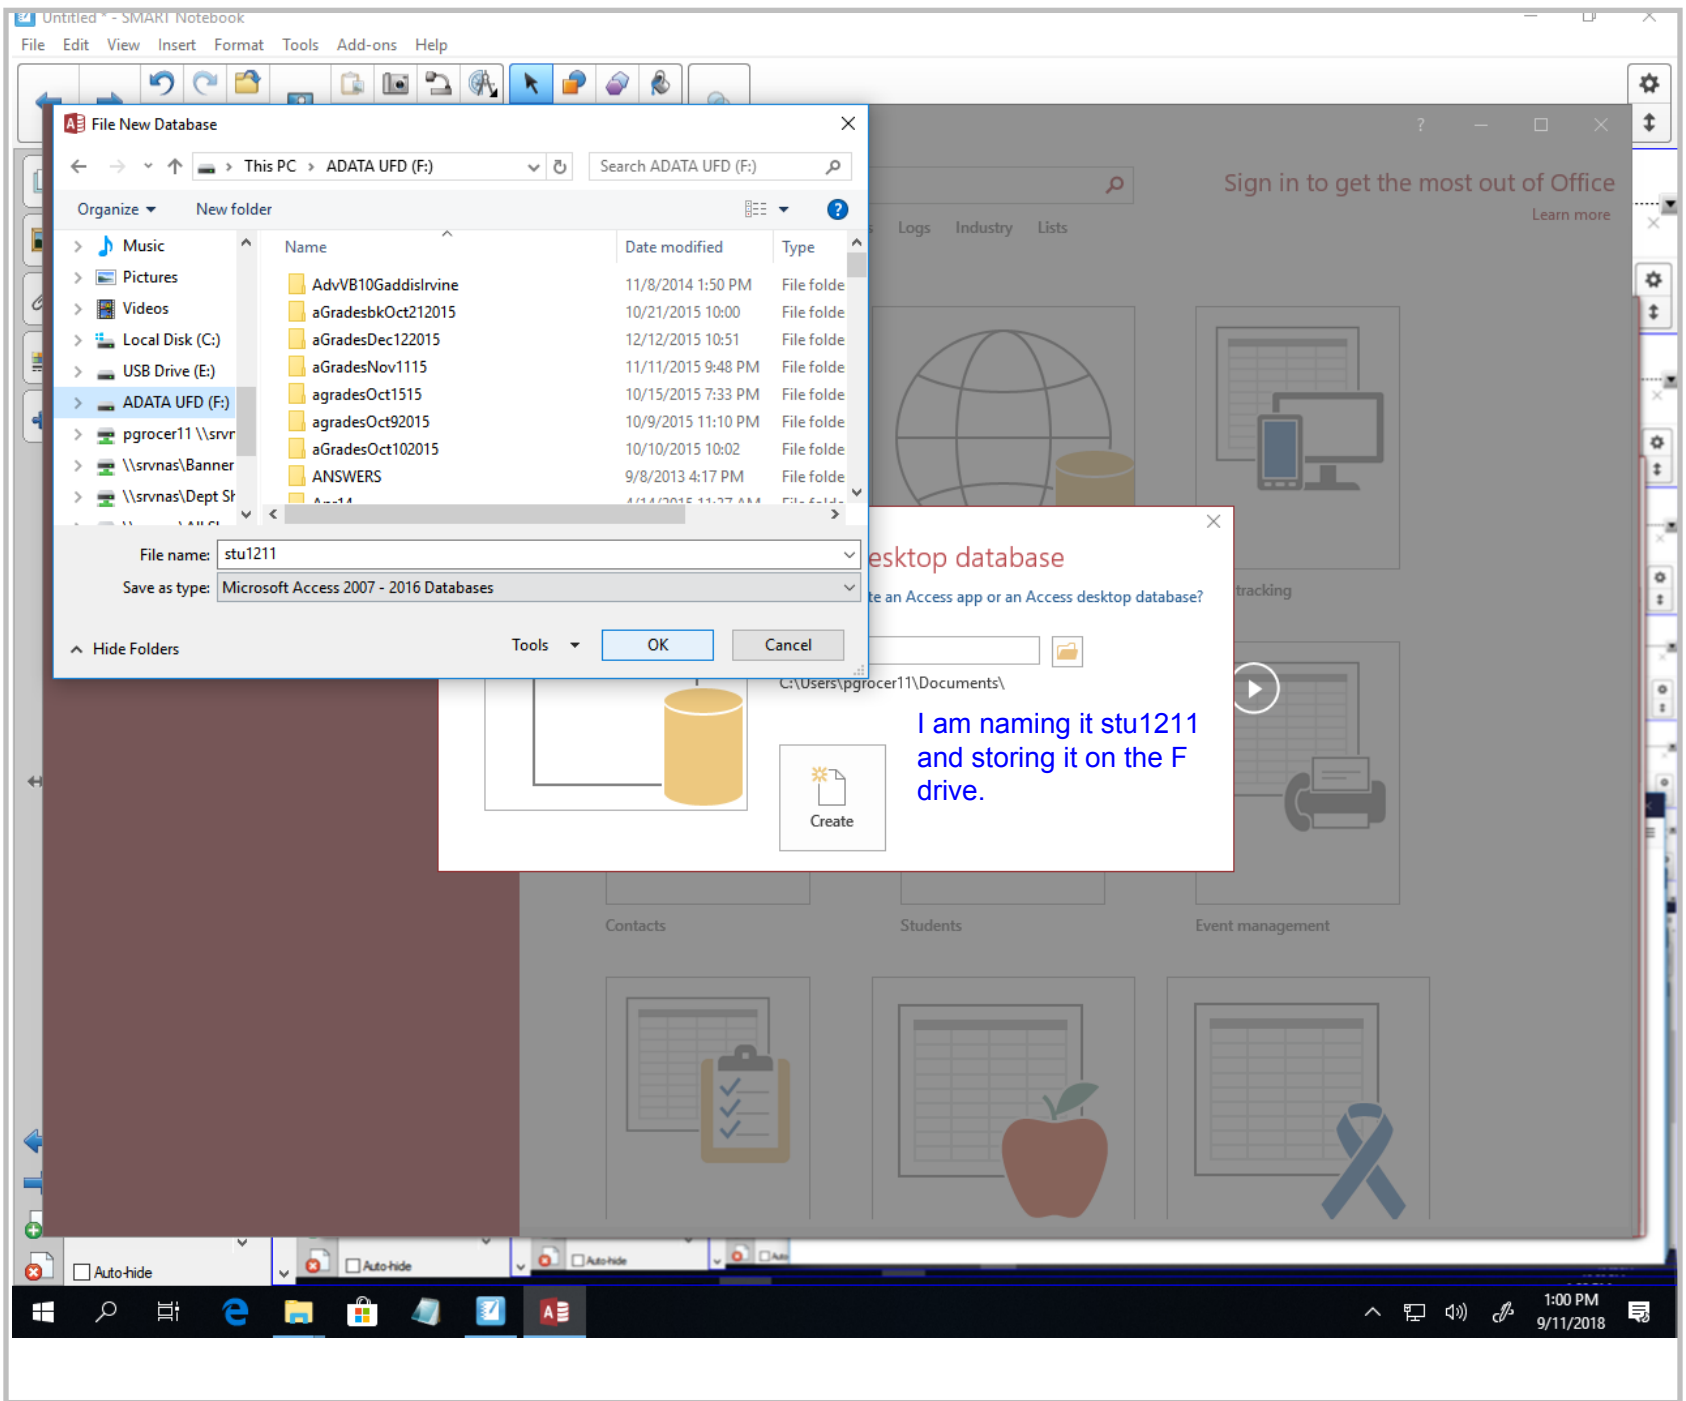 Untitled * - SMART Notebook
File Edit View Insert Format Tools Add-ons Help
File New Database
This PC > ADATA UFD (F:)
Search ADATA UFD (F:)
Organize
New folder
Music
Pictures
Videos
Local Disk (C:)
USB Drive (E:)
ADATA UFD (F:)
pgrocer11 \\srvn
\\srvnas\Banner
\\srvnas\Dept Sh
Name Date modified Type
AdvVB10GaddisIrvine 11/8/2014 1:50 PM File folde
aGradesbkOct212015 10/21/2015 10:00 File folde
aGradesDec122015 12/12/2015 10:51 File folde
aGradesNov1115 11/11/2015 9:48 PM File folde
agradesOct1515 10/15/2015 7:33 PM File folde
agradesOct92015 10/9/2015 11:10 PM File folde
aGradesOct102015 10/10/2015 10:02 File folde
ANSWERS 9/8/2013 4:17 PM File folde
File name: stu1211
Save as type: Microsoft Access 2007 - 2016 Databases
Hide Folders
Tools OK Cancel
Sign in to get the most out of Office
Learn more
Logs Industry Lists
esktop database
te an Access app or an Access desktop database?
tracking
C:\Users\pgrocer11\Documents\
I am naming it stu1211
and storing it on the F
drive.
Create
Contacts Students Event management
Auto-hide Auto-hide Auto-hide
1:00 PM
9/11/2018